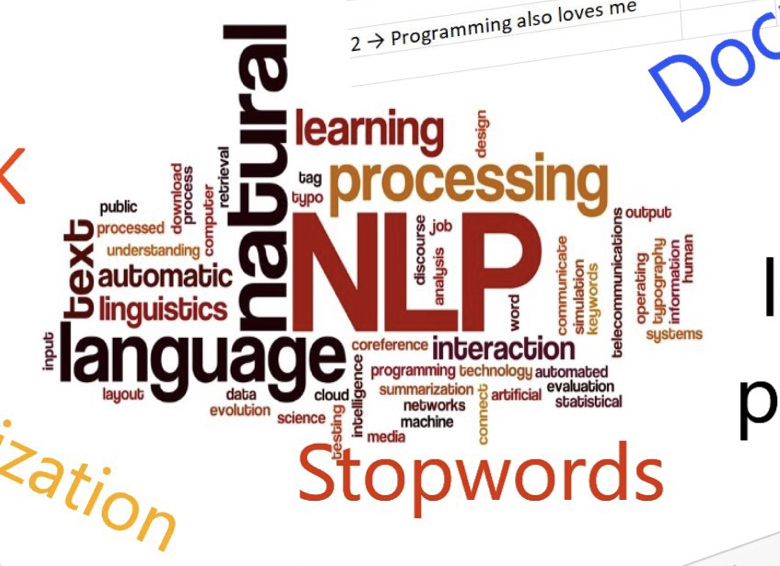 2 → Programming also loves me
Doc
K
natural
learning
design
processing
tag
typo
retrieval
download
process
computer
public
processed
understanding
text
automatic
linguistics
NLP
discourse
job
analysis
word
output
communicate
simulation
keywords
telecommunications
operating
typography
information
human
systems
input
language
coreference
interaction
layout
data
cloud
intelligence
programming
technology
automated
evolution
summarization
evaluation
science
testing
networks
connect
artificial
statistical
machine
media
p
ization
Stopwords